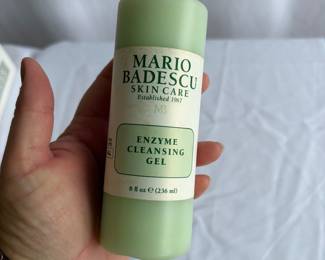 MARIO
BADESCU
SKIN CARE
Established 1967
ENZYME
CLEANSING
GEL
8 fl oz ℮ (236 ml)